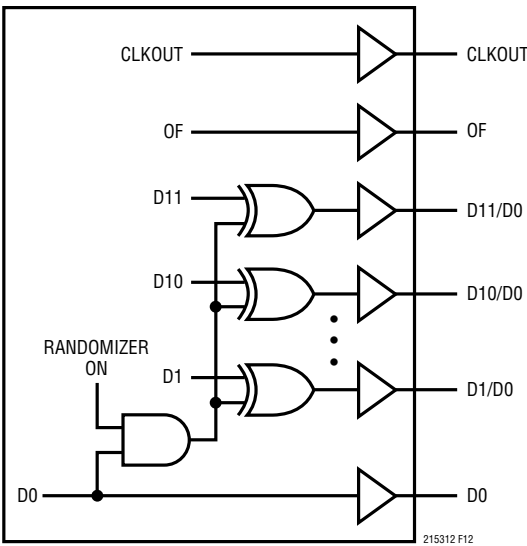 CLKOUT
CLKOUT
OF
OF
D11
D11/D0
D10
D10/D0
RANDOMIZER
ON
D1
D1/D0
D0
D0
215312 F12